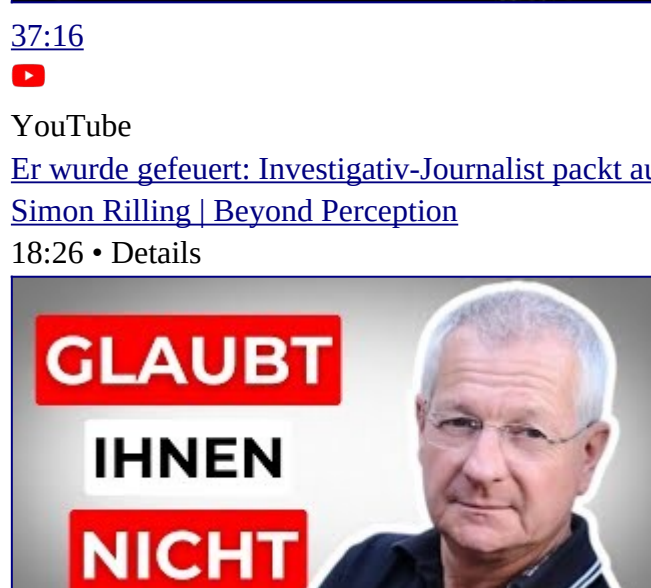 37:16
YouTube
Er wurde gefeuert: Investigativ-Journalist packt
Simon Rilling | Beyond Perception
18:26 • Details
GLAUBT
IHNEN
NICHT